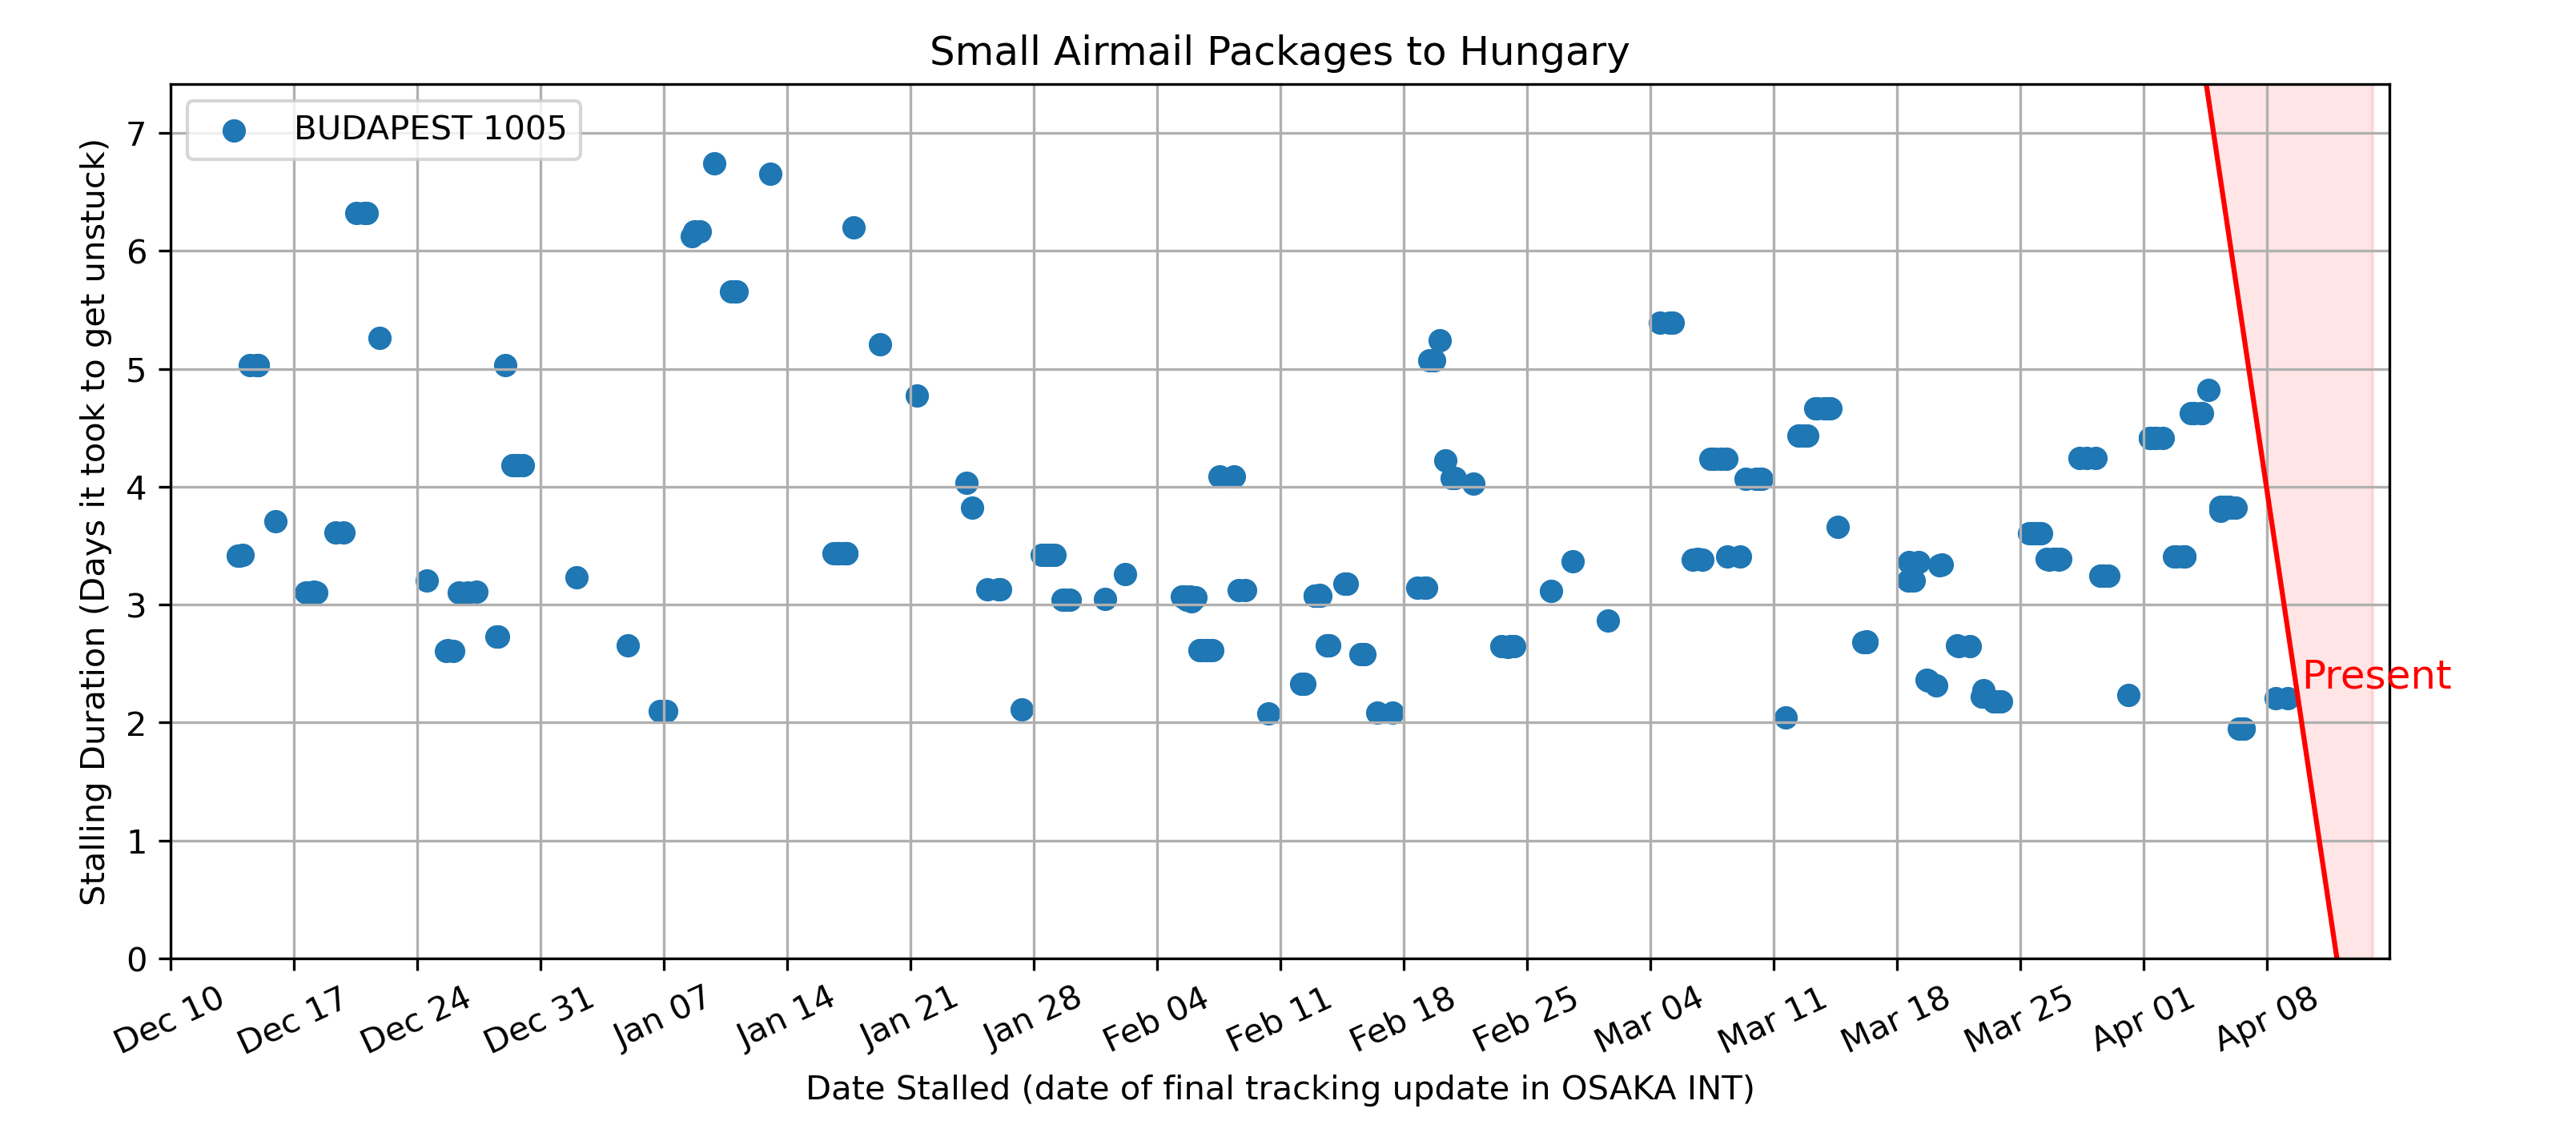 Small Airmail Packages to Hungary
BUDAPEST 1005
Stalling Duration (Days it took to get unstuck)
7
6
5
4
3
2
1
0
Present
Dec 10
Dec 17
Dec 24
Dec 31
Jan 07
Jan 14
Jan 21
Jan 28
Feb 04
Feb 11
Feb 18
Feb 25
Mar 04
Mar 11
Mar 18
Mar 25
Apr 01
Apr 08
Date Stalled (date of final tracking update in OSAKA INT)